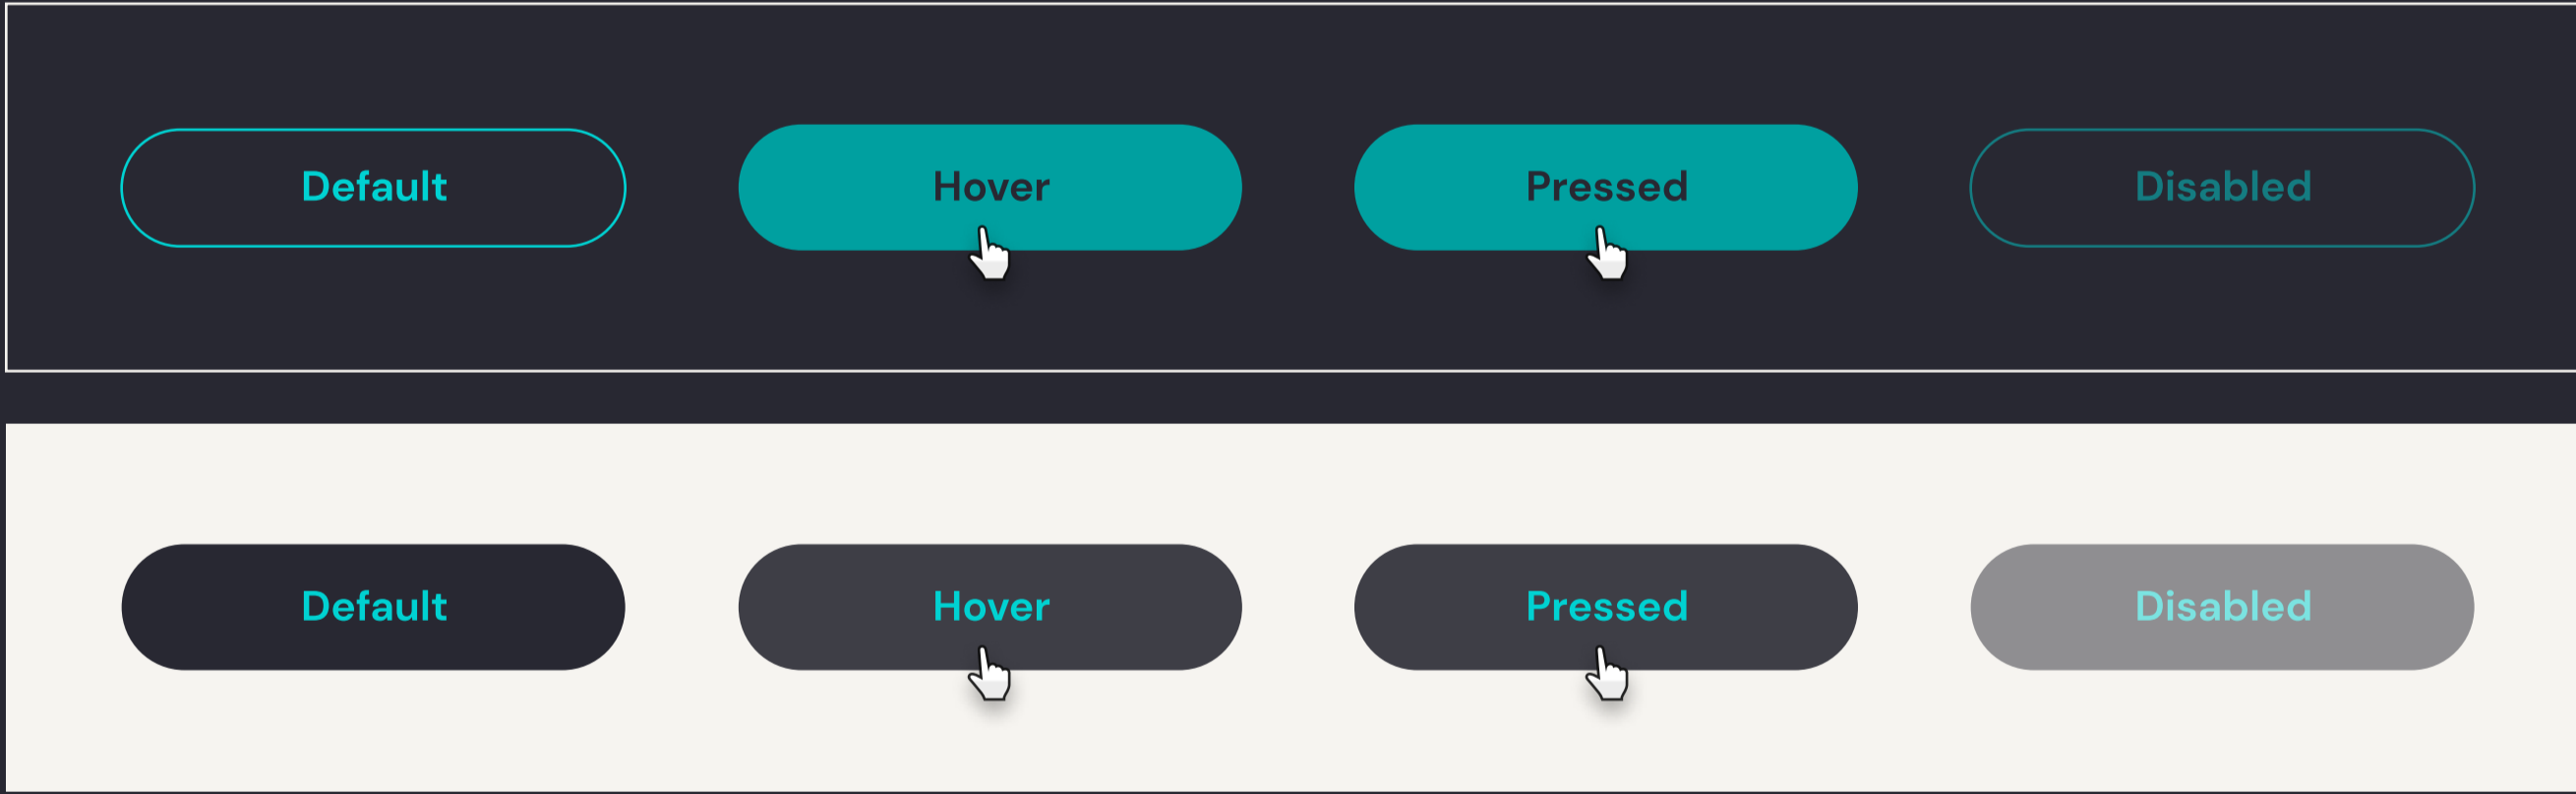 Default
Hover
Pressed
Disabled
Default
Hover
Pressed
Disabled